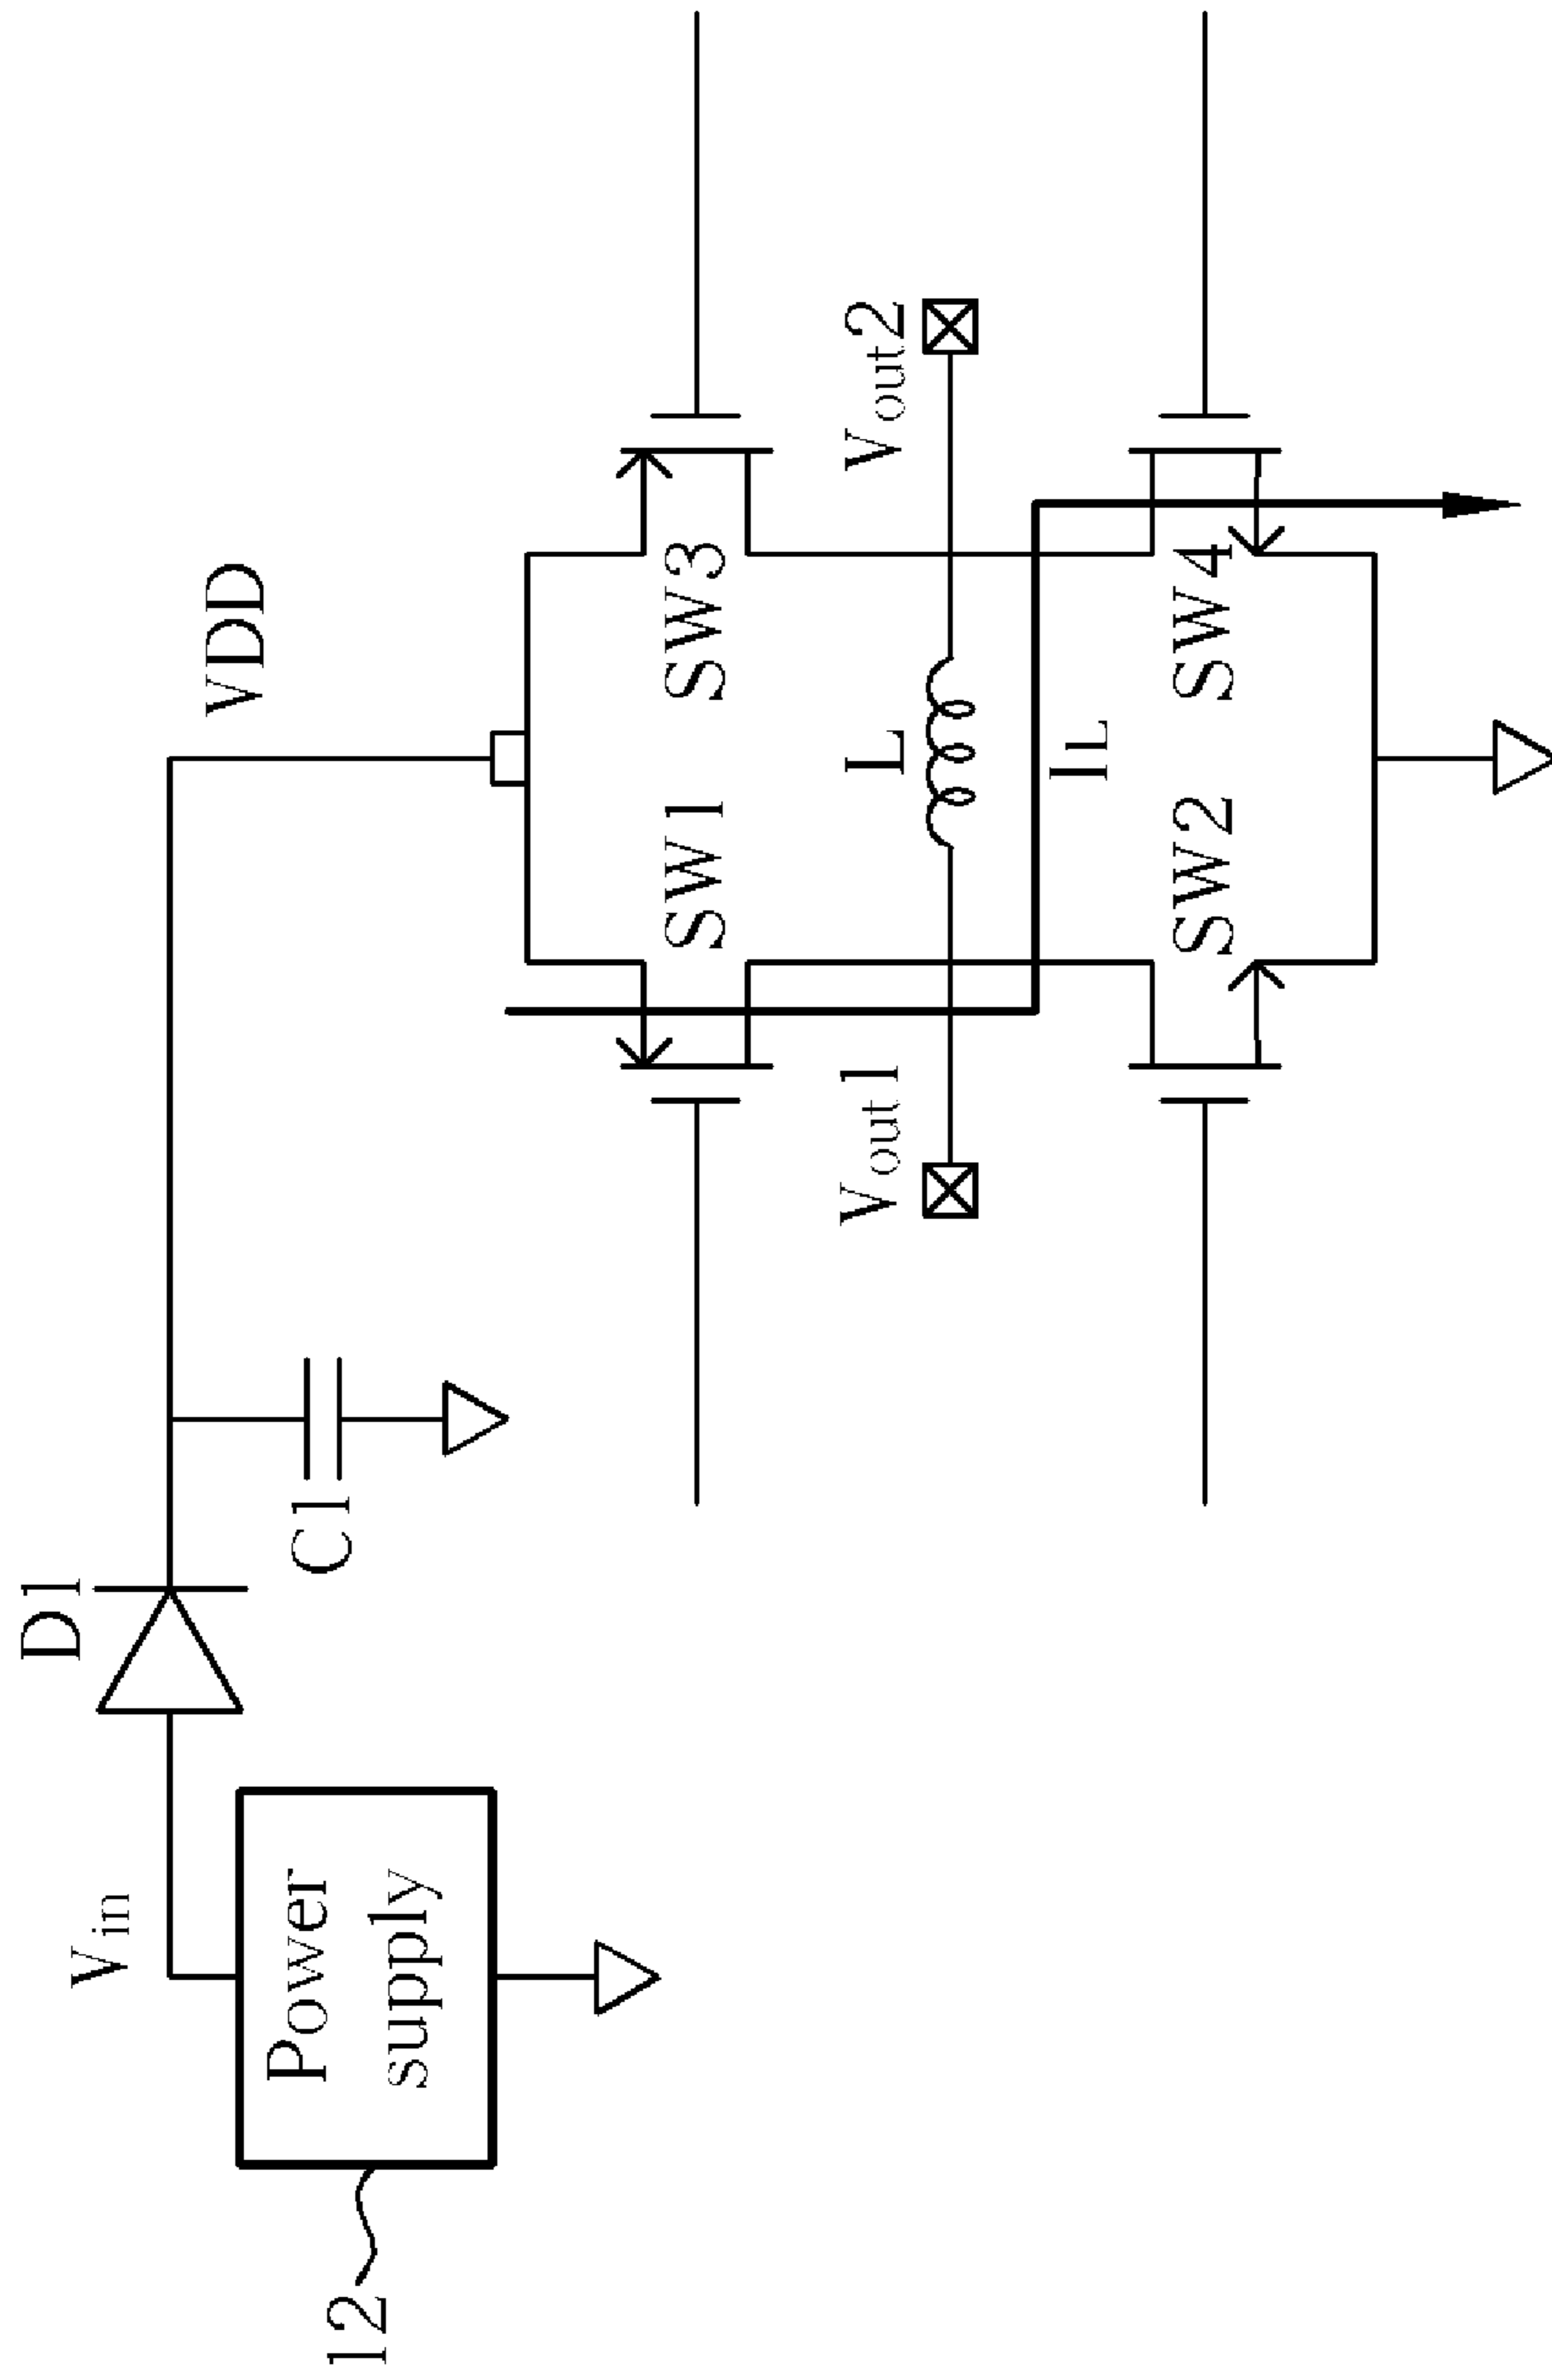 12
Power
supply
Vin
D1
C1
VDD
SW1
SW3
Vout1
L
Vout2
IL
SW2
SW4